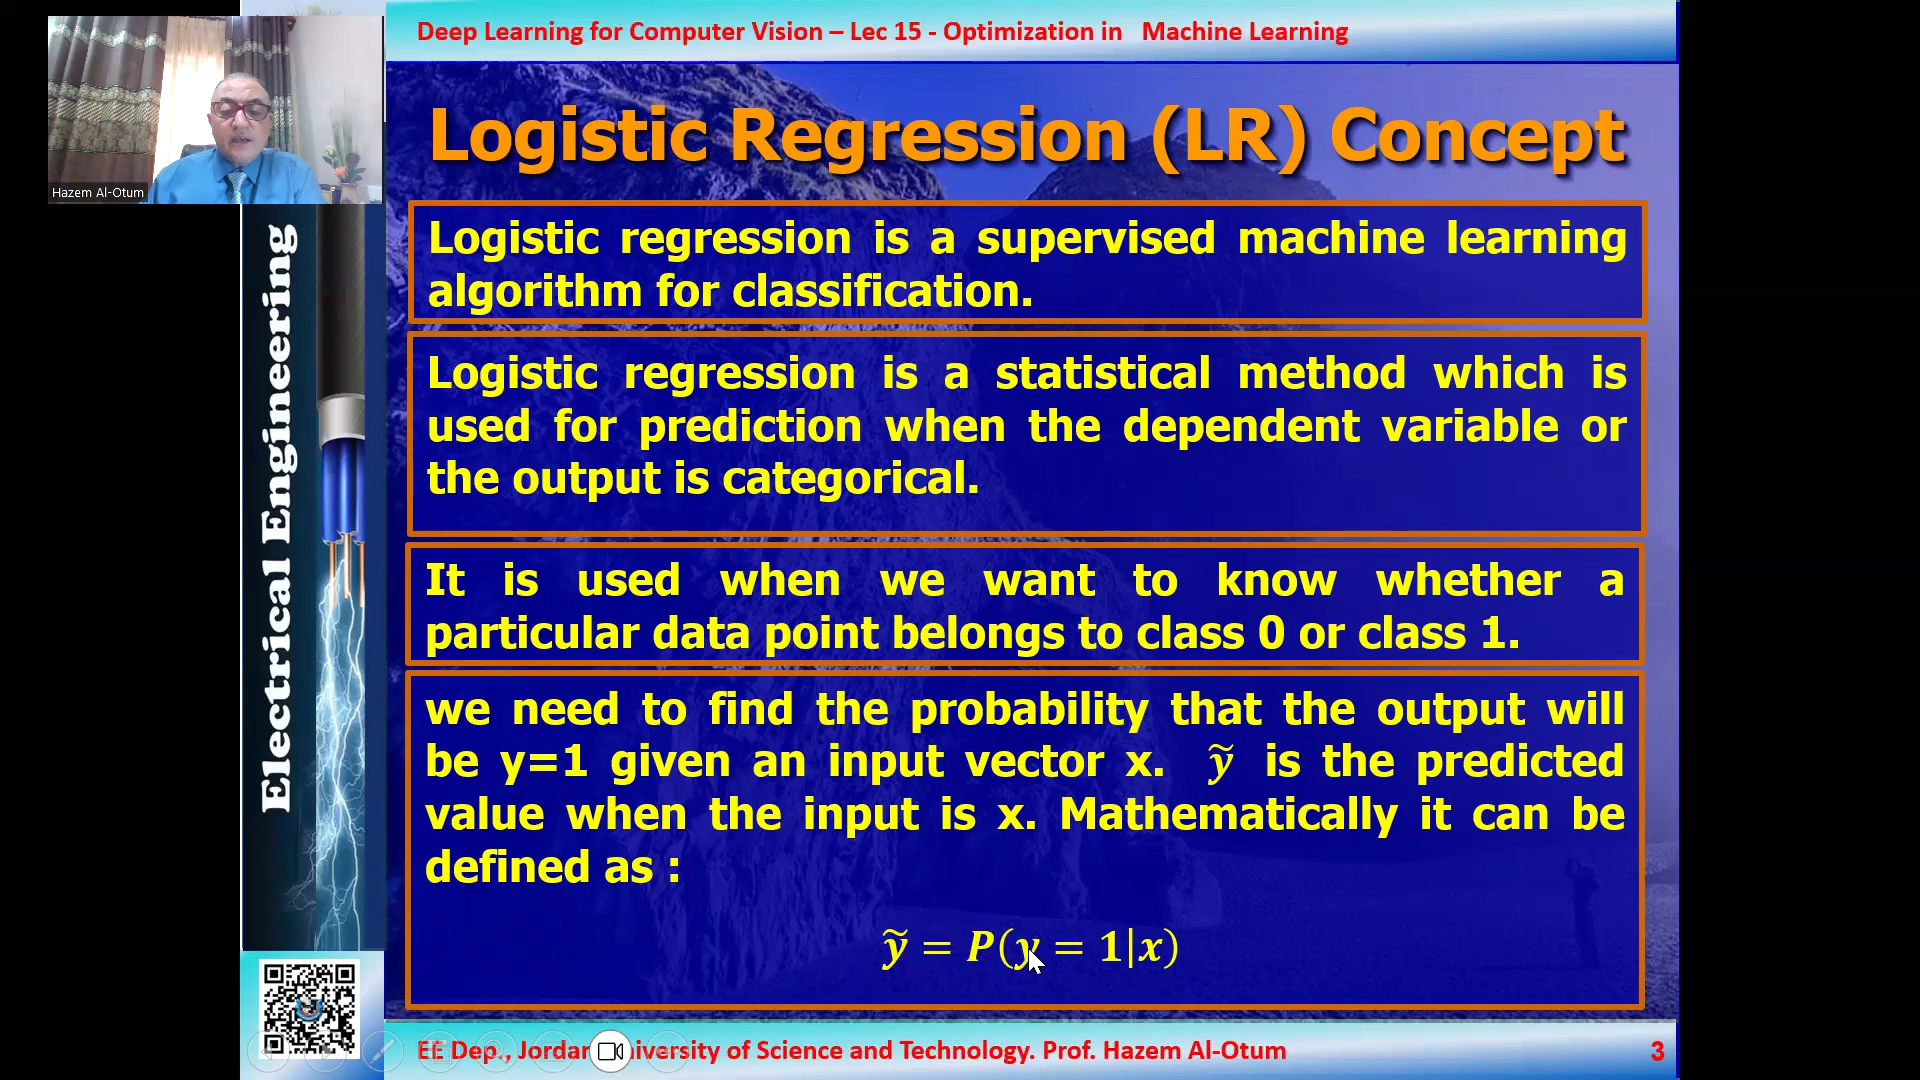 Deep Learning for Computer Vision – Lec 15 - Optimization in Machine Learning
Hazem Al-Otum
Electrical Engineering
Logistic Regression (LR) Concept
Logistic regression is a supervised machine learning
algorithm for classification.
Logistic regression is a statistical method which is
used for prediction when the dependent variable or
the output is categorical.
It is used when we want to know whether a
particular data point belongs to class 0 or class 1.
we need to find the probability that the output will
be y=1 given an input vector x. ỹ is the predicted
value when the input is x. Mathematically it can be
defined as :
ỹ = P(y = 1|x)
EE Dep., Jordan University of Science and Technology. Prof. Hazem Al-Otum
3